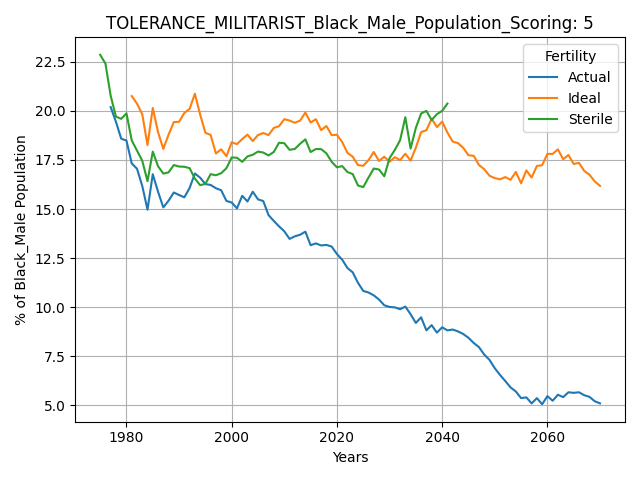 TOLERANCE_MILITARIST_Black_Male_Population_Scoring: 5
% of Black_Male Population
22.5
20.0
17.5
15.0
12.5
10.0
7.5
5.0
Fertility
Actual
Ideal
Sterile
1980
2000
2020
2040
2060
Years